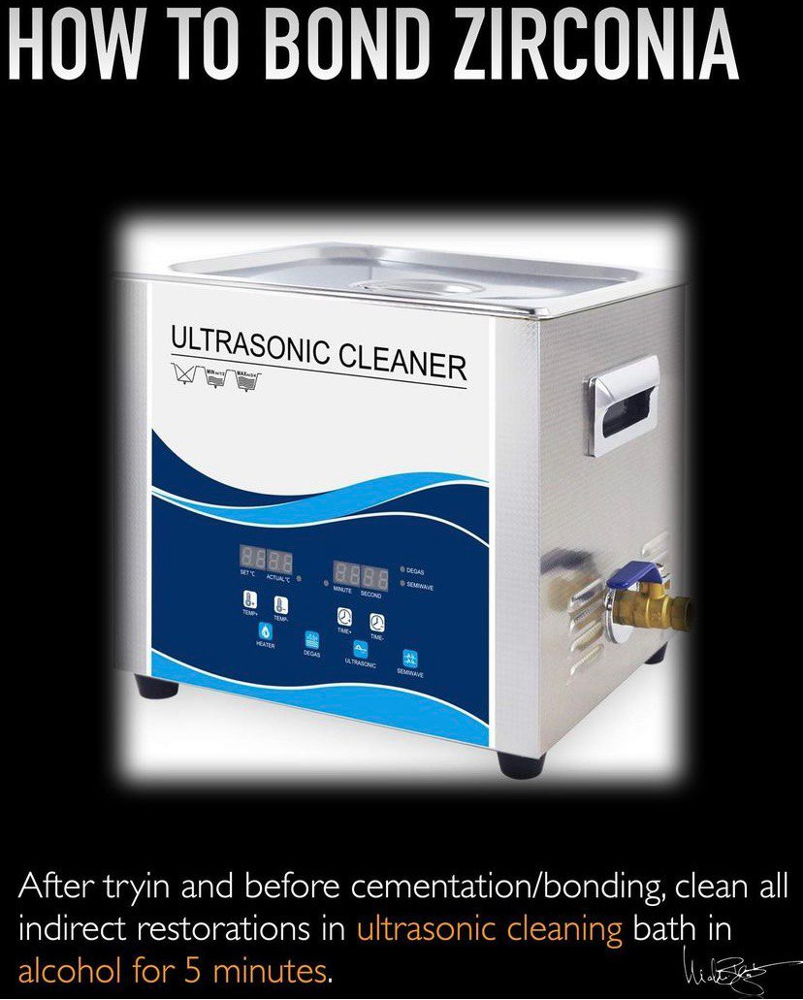 HOW TO BOND ZIRCONIA
ULTRASONIC CLEANER
SET °C ACTUAL °C
MINUTE SECOND
DEGAS
SEMIWAVE
TEMP+ TEMP- TIME+ TIME-
HEATER DEGAS ULTRASONIC SEMIWAVE
After tryin and before cementation/bonding, clean all
indirect restorations in ultrasonic cleaning bath in
alcohol for 5 minutes.